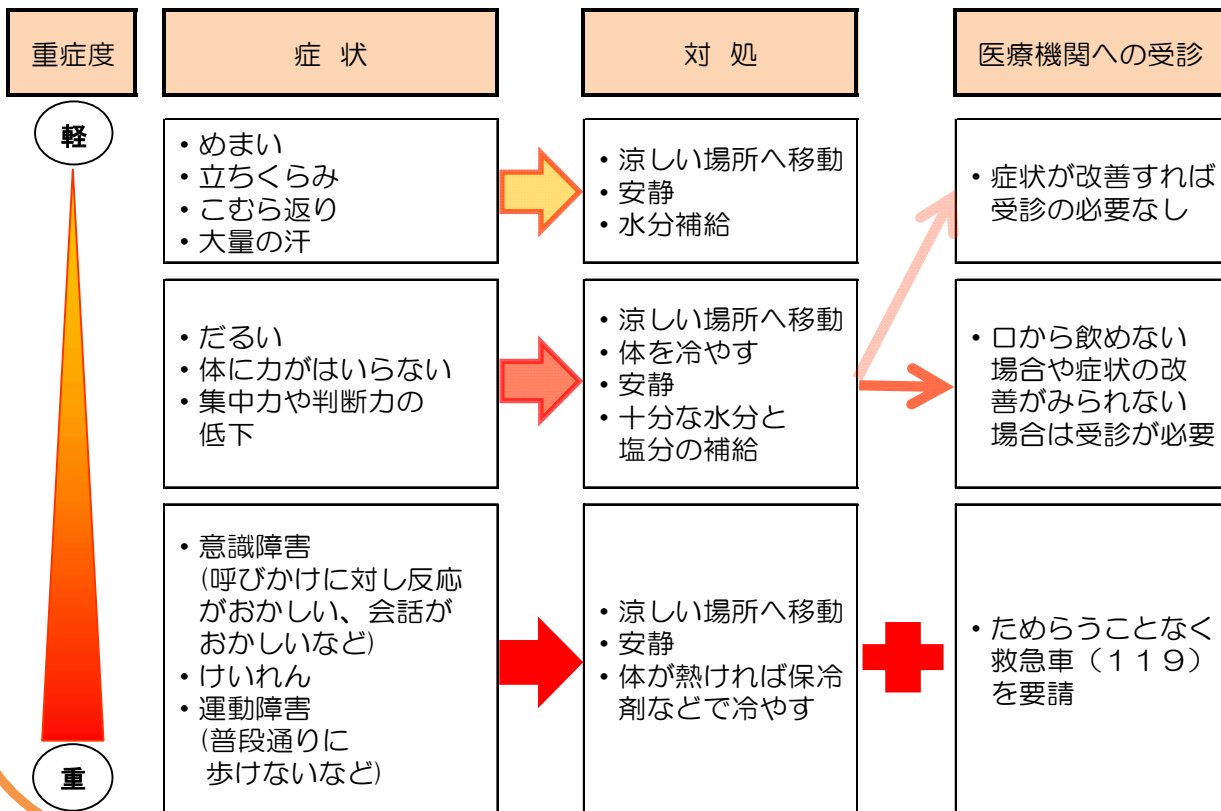 重症度
症 状
対 処
医療機関への受診
軽
・めまい
・立ちくらみ
・こむら返り
・大量の汗
・涼しい場所へ移動
・安静
・水分補給
・症状が改善すれば
受診の必要なし
・だるい
・体に力がはいらない
・集中力や判断力の
低下
・涼しい場所へ移動
・体を冷やす
・安静
・十分な水分と
塩分の補給
・口から飲めない
場合や症状の改
善がみられない
場合は受診が必要
・意識障害
(呼びかけに対し反応
がおかしい、会話が
おかしいなど)
・けいれん
・運動障害
(普段通りに
歩けないなど)
・涼しい場所へ移動
・安静
・体が熱ければ保冷
剤などで冷やす
・ためらうことなく
救急車（１１９）
を要請
重